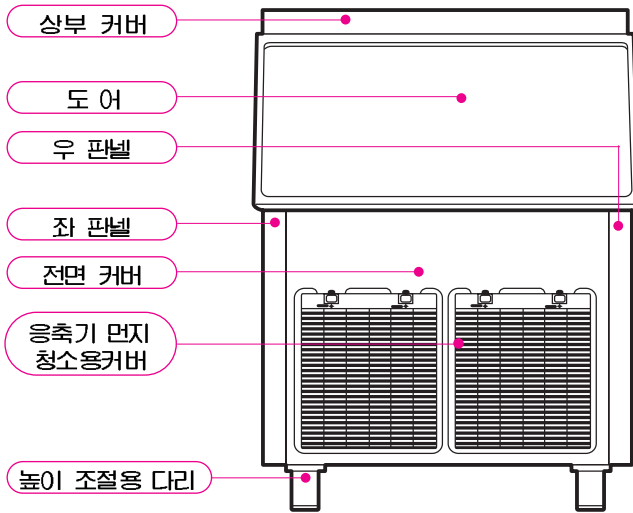 상부 커버
도 어
우 판넬
좌 판넬
전면 커버
응축기 먼지
청소용커버
높이 조절용 다리